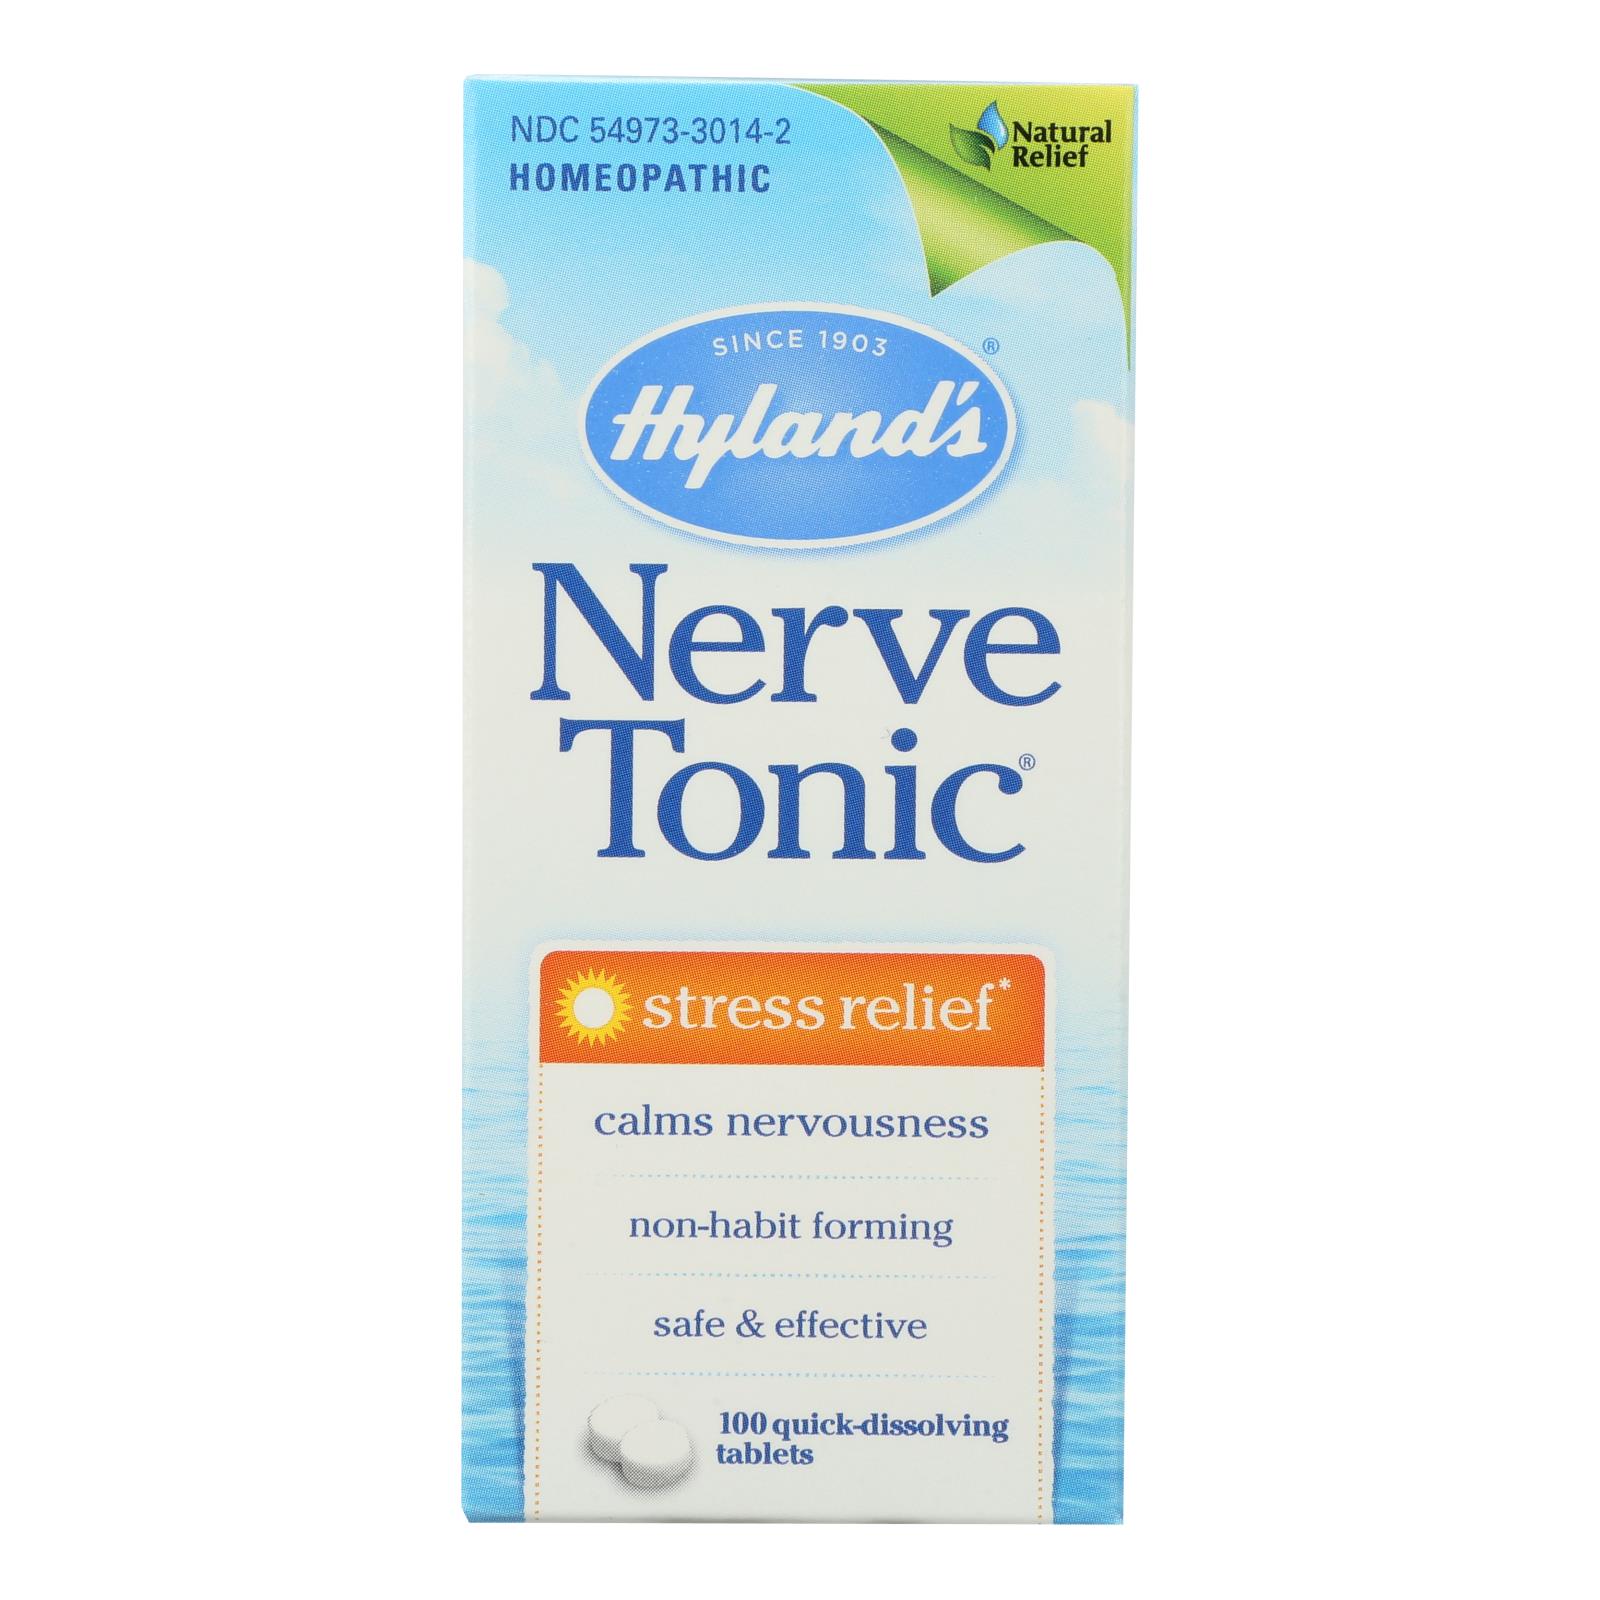 NDC 54973-3014-2
HOMEOPATHIC
Natural
Relief
SINCE 1903
Hyland's®
Nerve
Tonic®
stress relief*
calms nervousness
non-habit forming
safe & effective
100 quick-dissolving
tablets